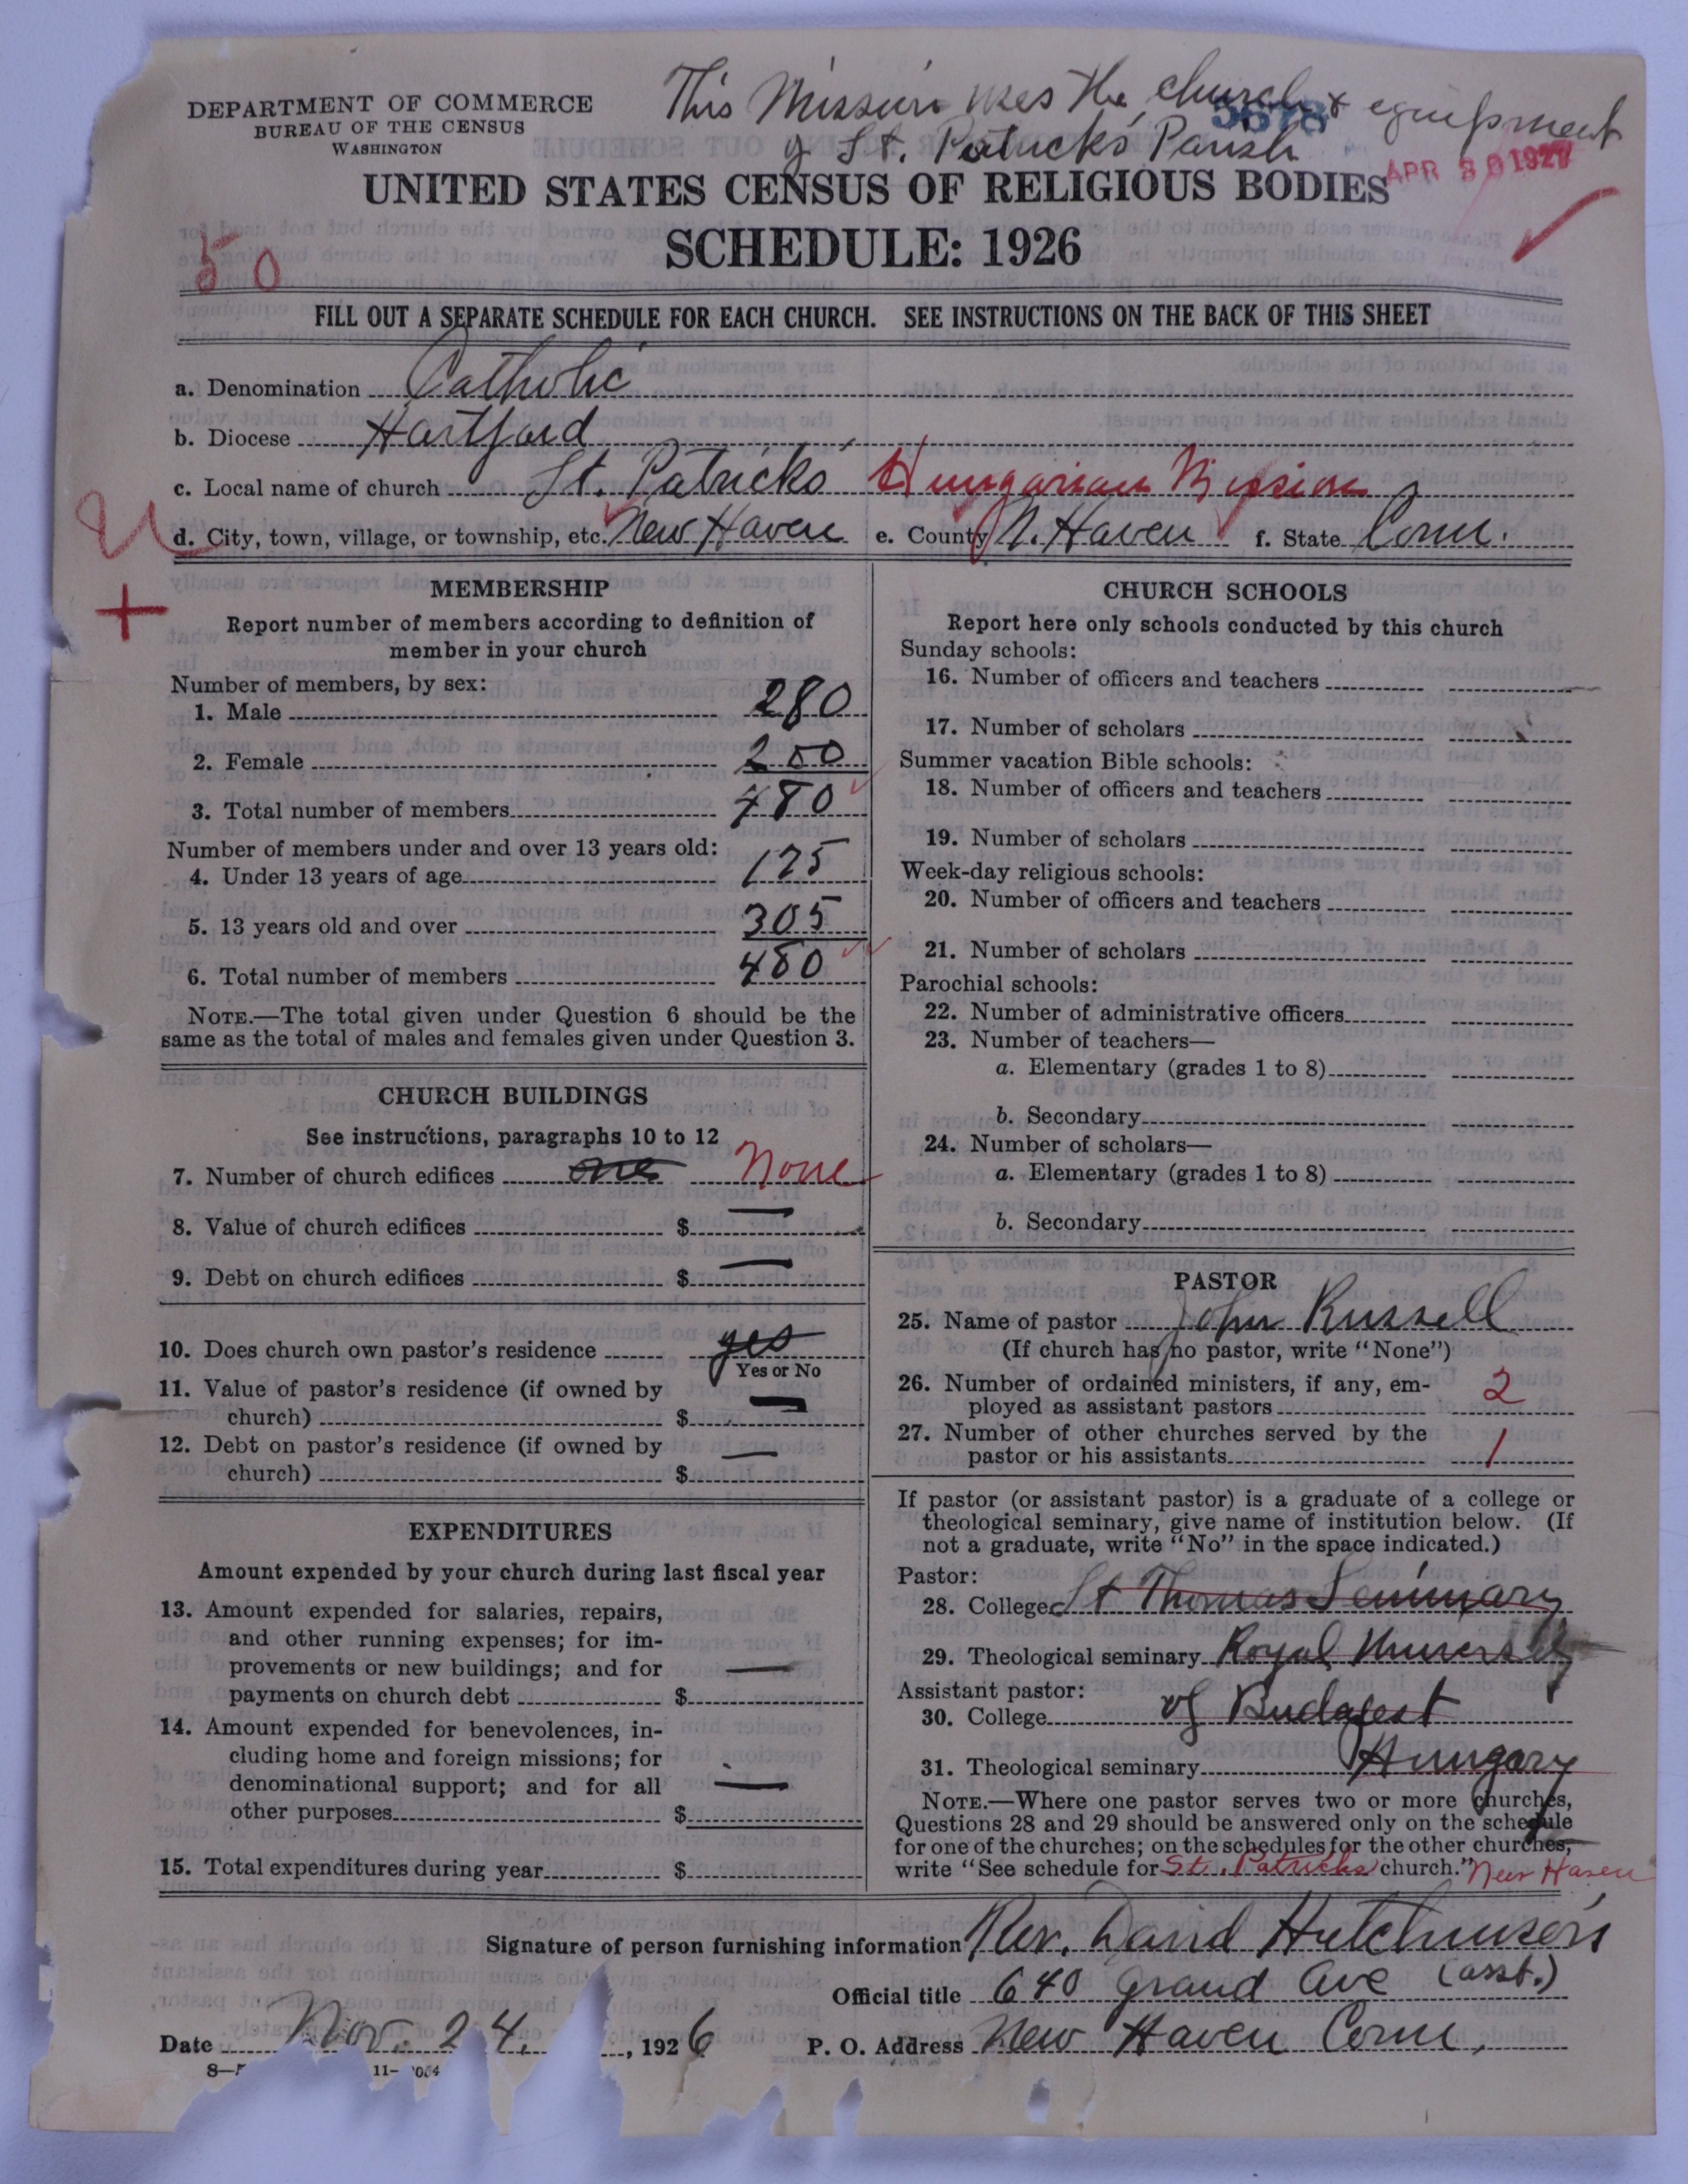 This Mission uses the church & equipment
of St. Patrick's Parish
5678
APR 30 1927
DEPARTMENT OF COMMERCE
BUREAU OF THE CENSUS
WASHINGTON
UNITED STATES CENSUS OF RELIGIOUS BODIES
SCHEDULE: 1926
50
FILL OUT A SEPARATE SCHEDULE FOR EACH CHURCH. SEE INSTRUCTIONS ON THE BACK OF THIS SHEET
a. Denomination Catholic
b. Diocese Hartford
c. Local name of church St. Patricks Hungarian Mission
d. City, town, village, or township, etc. New Haven e. County N. Haven f. State Conn.
MEMBERSHIP
Report number of members according to definition of
member in your church
Number of members, by sex:
1. Male 280
2. Female 200
3. Total number of members 480
Number of members under and over 13 years old:
4. Under 13 years of age 175
5. 13 years old and over 305
6. Total number of members 480
NOTE.—The total given under Question 6 should be the
same as the total of males and females given under Question 3.
CHURCH BUILDINGS
See instructions, paragraphs 10 to 12
7. Number of church edifices one None
8. Value of church edifices $ —
9. Debt on church edifices $ —
10. Does church own pastor's residence yes
Yes or No
11. Value of pastor's residence (if owned by
church) $ —
12. Debt on pastor's residence (if owned by
church) $ —
EXPENDITURES
Amount expended by your church during last fiscal year
13. Amount expended for salaries, repairs,
and other running expenses; for im-
provements or new buildings; and for
payments on church debt $ —
14. Amount expended for benevolences, in-
cluding home and foreign missions; for
denominational support; and for all
other purposes $ —
15. Total expenditures during year $
CHURCH SCHOOLS
Report here only schools conducted by this church
Sunday schools:
16. Number of officers and teachers
17. Number of scholars
Summer vacation Bible schools:
18. Number of officers and teachers
19. Number of scholars
Week-day religious schools:
20. Number of officers and teachers
21. Number of scholars
Parochial schools:
22. Number of administrative officers
23. Number of teachers—
a. Elementary (grades 1 to 8)
b. Secondary
24. Number of scholars—
a. Elementary (grades 1 to 8)
b. Secondary
PASTOR
25. Name of pastor John Russell
(If church has no pastor, write "None")
26. Number of ordained ministers, if any, em-
ployed as assistant pastors 2
27. Number of other churches served by the
pastor or his assistants 1
If pastor (or assistant pastor) is a graduate of a college or
theological seminary, give name of institution below. (If
not a graduate, write "No" in the space indicated.)
Pastor:
28. College St Thomas Seminary
29. Theological seminary Royal University
Assistant pastor:
30. College of Budapest
31. Theological seminary Hungary
NOTE.—Where one pastor serves two or more churches,
Questions 28 and 29 should be answered only on the schedule
for one of the churches; on the schedules for the other churches,
write "See schedule for St. Patricks church." New Haven
Signature of person furnishing information Rev. David Hutchinson
Official title 640 Grand Ave (asst.)
Date Nov. 24, 1926 P. O. Address New Haven Conn.